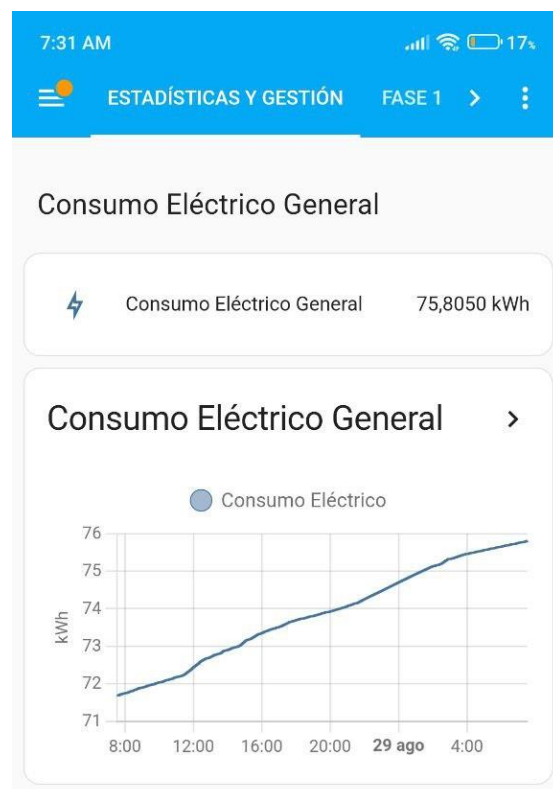 7:31 AM 17%
ESTADÍSTICAS Y GESTIÓN FASE 1
Consumo Eléctrico General
Consumo Eléctrico General 75,8050 kWh
Consumo Eléctrico General
Consumo Eléctrico
76
75
74
73
72
71
kWh
8:00 12:00 16:00 20:00 29 ago 4:00